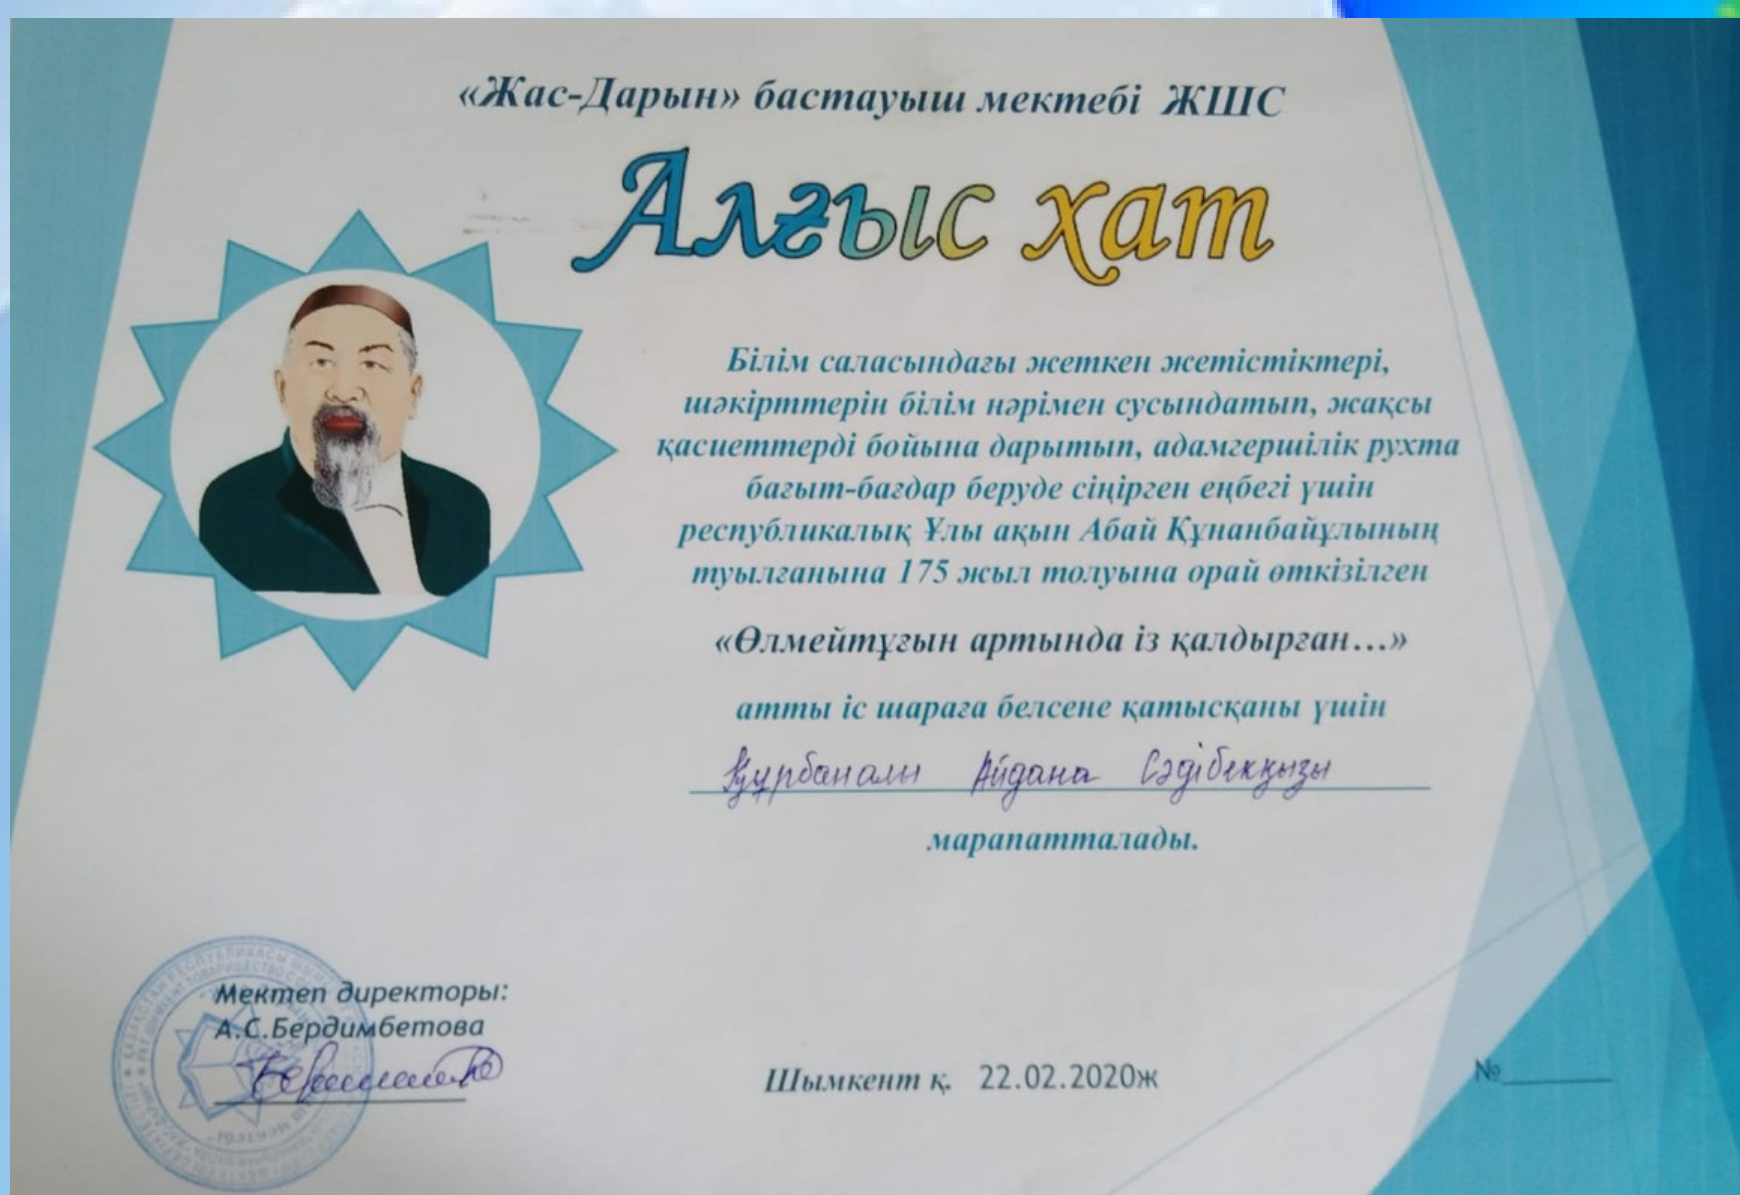 «Жас-Дарын» бастауыш мектебі ЖШС
Алғыс хат
Білім саласындағы жеткен жетістіктері,
шәкірттерін білім нәрімен сусындатып, жақсы
қасиеттерді бойына дарытып, адамгершілік рухта
бағыт-бағдар беруде сіңірген еңбегі үшін
республикалық Ұлы ақын Абай Құнанбайұлының
туылғанына 175 жыл толуына орай өткізілген
«Өлмейтұғын артында із қалдырған...»
атты іс шараға белсене қатысқаны үшін
Құрбаналы Айдана Сәдібекқызы
марапатталады.
Мектеп директоры:
А.С.Бердимбетова
Шымкент қ. 22.02.2020ж
№